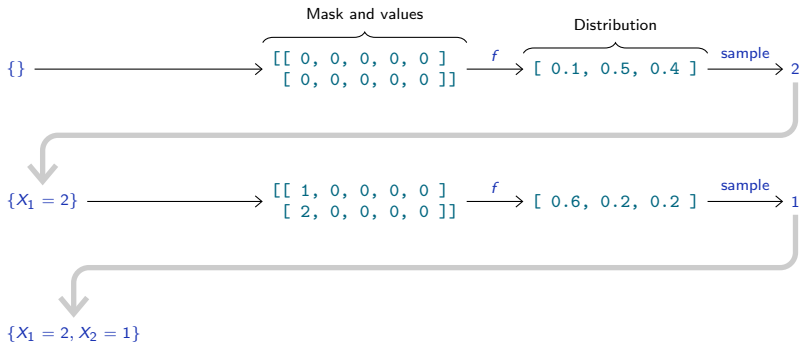 Mask and values
Distribution
{} [[ 0, 0, 0, 0, 0 ] f [ 0.1, 0.5, 0.4 ] sample 2
[ 0, 0, 0, 0, 0 ]]
{X₁ = 2} [[ 1, 0, 0, 0, 0 ] f [ 0.6, 0.2, 0.2 ] sample 1
[ 2, 0, 0, 0, 0 ]]
{X₁ = 2, X₂ = 1}